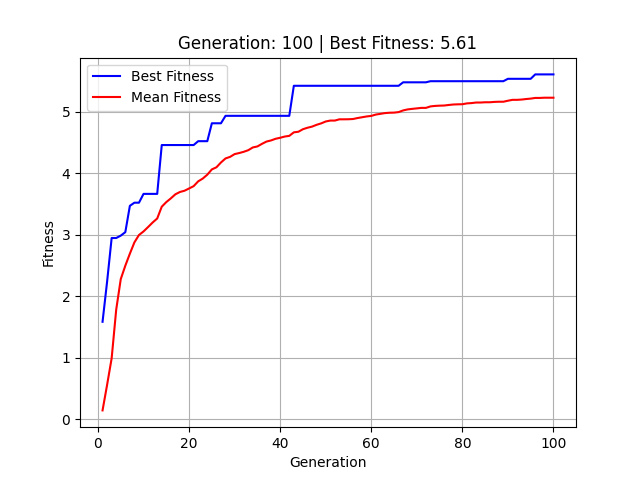 Generation: 100 | Best Fitness: 5.61
Best Fitness
Mean Fitness
5
4
3
2
1
0
Fitness
0 20 40 60 80 100
Generation